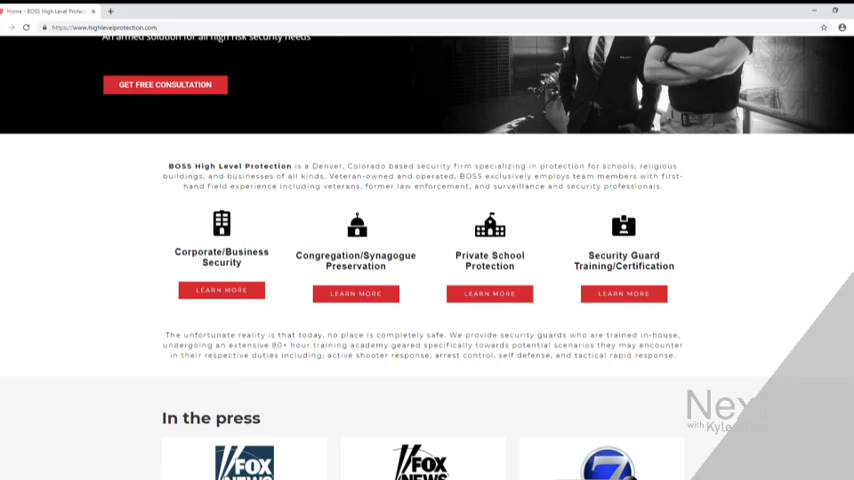 Home - BOSS High Level Protect
https://www.highlevelprotection.com
An armed solution for all high risk security needs
GET FREE CONSULTATION
BOSS High Level Protection is a Denver, Colorado based security firm specializing in protection for schools, religious
buildings, and businesses of all kinds. Veteran-owned and operated, BOSS exclusively employs team members with first-
hand field experience including veterans, former law enforcement, and surveillance and security professionals.
Corporate/Business
Security
LEARN MORE
Congregation/Synagogue
Preservation
LEARN MORE
Private School
Protection
LEARN MORE
Security Guard
Training/Certification
LEARN MORE
The unfortunate reality is that today, no place is completely safe. We provide security guards who are trained in-house,
undergoing an extensive 80+ hour training academy geared specifically towards potential scenarios they may encounter
in their respective duties including; active shooter response, arrest control, self defense, and tactical rapid response.
In the press
FOX
NEWS
FOX
NEWS
7
Next
with Kyle